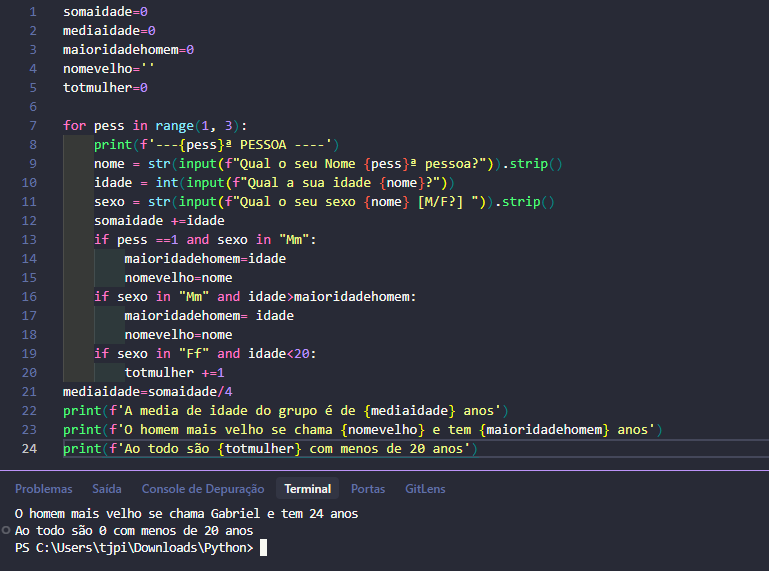 1 somaidade=0
2 mediaidade=0
3 maioridadehomem=0
4 nomevelho=''
5 totmulher=0
6
7 for pess in range(1, 3):
8 print(f'---{pess}ª PESSOA ----')
9 nome = str(input(f"Qual o seu Nome {pess}ª pessoa?")).strip()
10 idade = int(input(f"Qual a sua idade {nome}?"))
11 sexo = str(input(f"Qual o seu sexo {nome} [M/F?] ")).strip()
12 somaidade +=idade
13 if pess ==1 and sexo in "Mm":
14 maioridadehomem=idade
15 nomevelho=nome
16 if sexo in "Mm" and idade>maioridadehomem:
17 maioridadehomem= idade
18 nomevelho=nome
19 if sexo in "Ff" and idade<20:
20 totmulher +=1
21 mediaidade=somaidade/4
22 print(f'A media de idade do grupo é de {mediaidade} anos')
23 print(f'O homem mais velho se chama {nomevelho} e tem {maioridadehomem} anos')
24 print(f'Ao todo são {totmulher} com menos de 20 anos')
Problemas Saída Console de Depuração Terminal Portas GitLens
O homem mais velho se chama Gabriel e tem 24 anos
Ao todo são 0 com menos de 20 anos
PS C:\Users\tjpi\Downloads\Python>